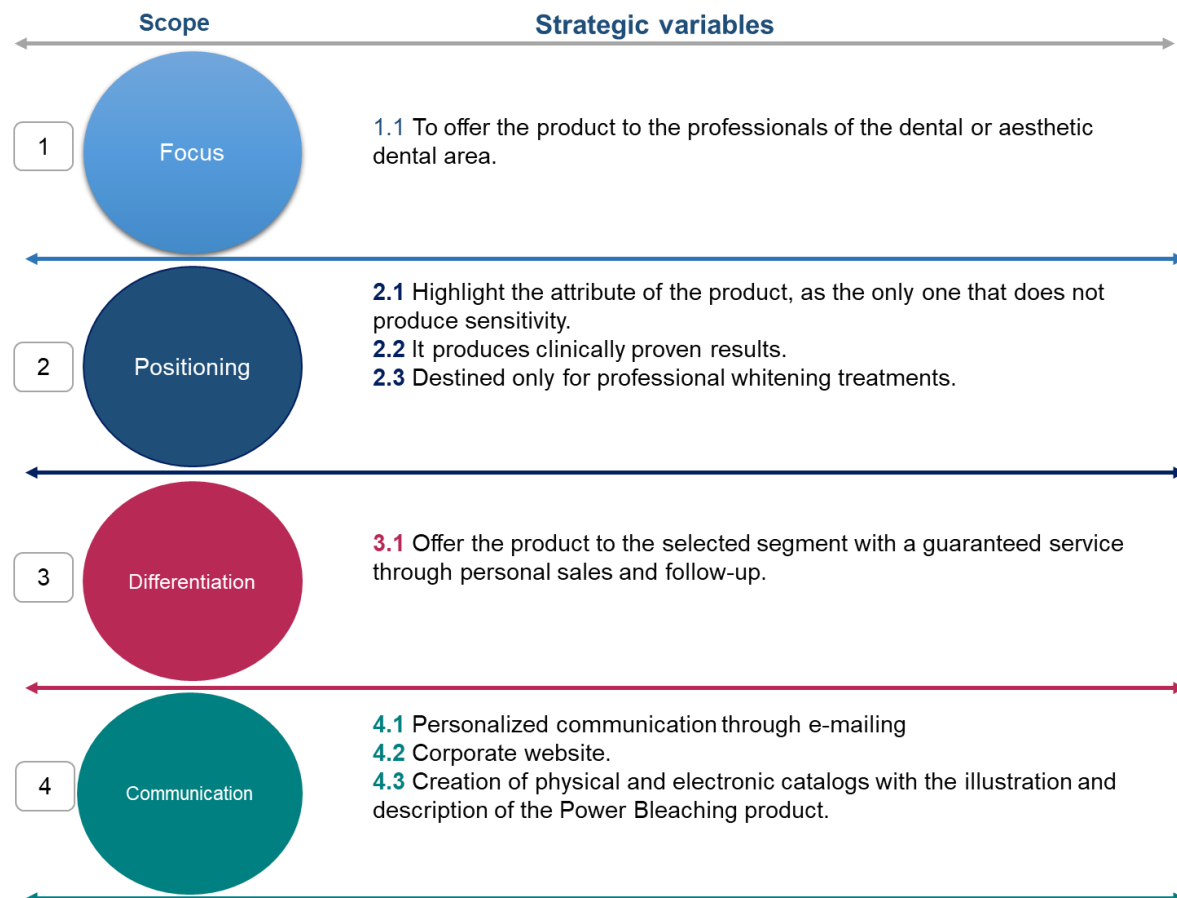 Scope
Strategic variables
1
Focus
1.1 To offer the product to the professionals of the dental or aesthetic
dental area.
2
Positioning
2.1 Highlight the attribute of the product, as the only one that does not
produce sensitivity.
2.2 It produces clinically proven results.
2.3 Destined only for professional whitening treatments.
3
Differentiation
3.1 Offer the product to the selected segment with a guaranteed service
through personal sales and follow-up.
4
Communication
4.1 Personalized communication through e-mailing
4.2 Corporate website.
4.3 Creation of physical and electronic catalogs with the illustration and
description of the Power Bleaching product.